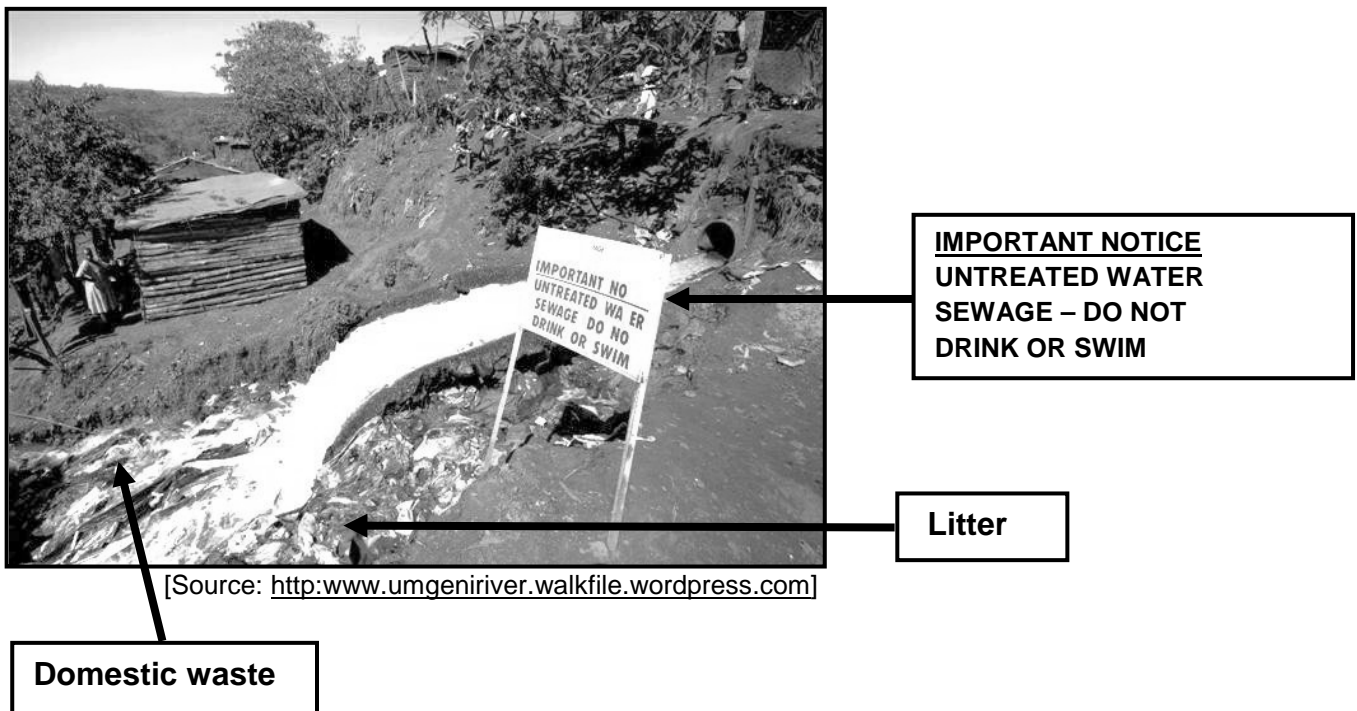 IMPORTANT NO
UNTREATED WA ER
SEWAGE DO NO
DRINK OR SWIM
IMPORTANT NOTICE
UNTREATED WATER
SEWAGE – DO NOT
DRINK OR SWIM
Litter
[Source: http:www.umgeniriver.walkfile.wordpress.com]
Domestic waste